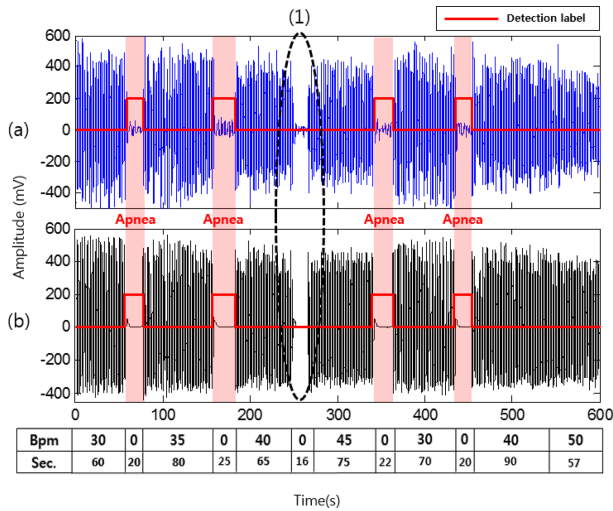 (1)
Detection label
600
400
200
0
-200
-400
(a)
Amplitude (mV)
Apnea Apnea Apnea Apnea
600
400
200
0
-200
-400
(b)
0 100 200 300 400 500 600
Bpm 30 0 35 0 40 0 45 0 30 0 40 50
Sec. 60 20 80 25 65 16 75 22 70 20 90 57
Time(s)